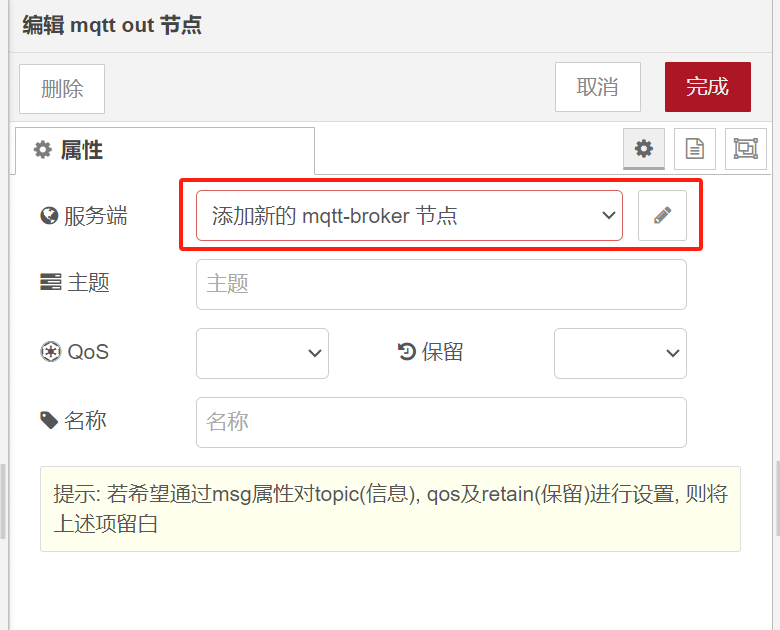 编辑 mqtt out 节点
删除 取消 完成
属性
服务端 添加新的 mqtt-broker 节点
主题 主题
QoS 保留
名称 名称
提示: 若希望通过msg属性对topic(信息), qos及retain(保留)进行设置, 则将
上述项留白